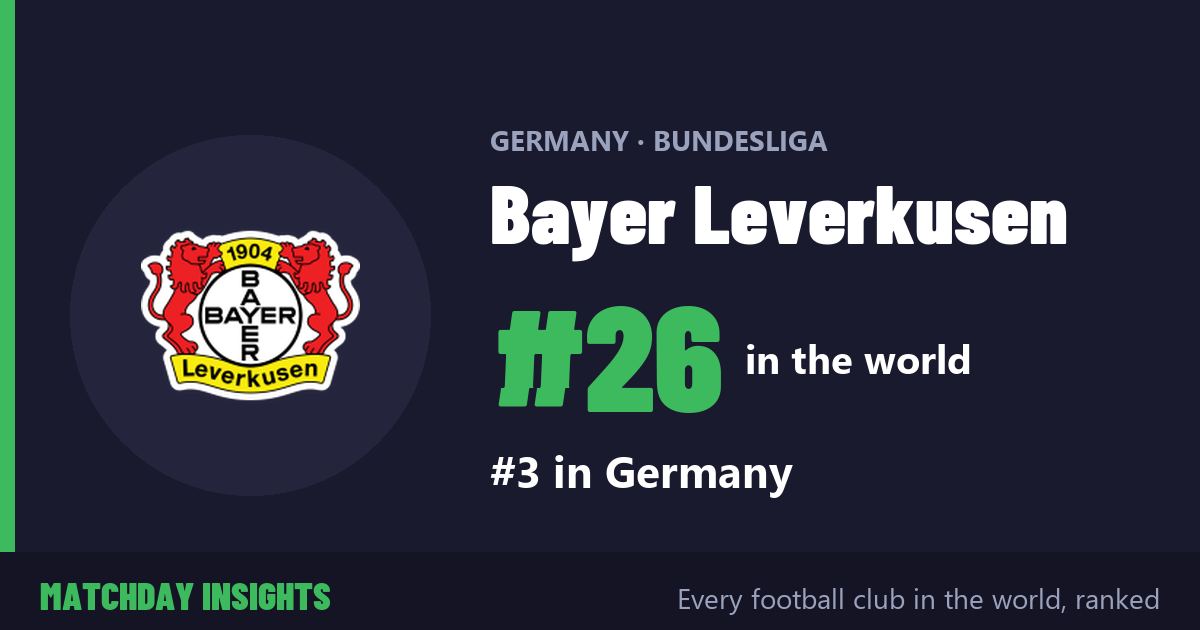 GERMANY · BUNDESLIGA
Bayer Leverkusen
1904
BAYER
BAYER
Leverkusen
#26 in the world
#3 in Germany
MATCHDAY INSIGHTS
Every football club in the world, ranked